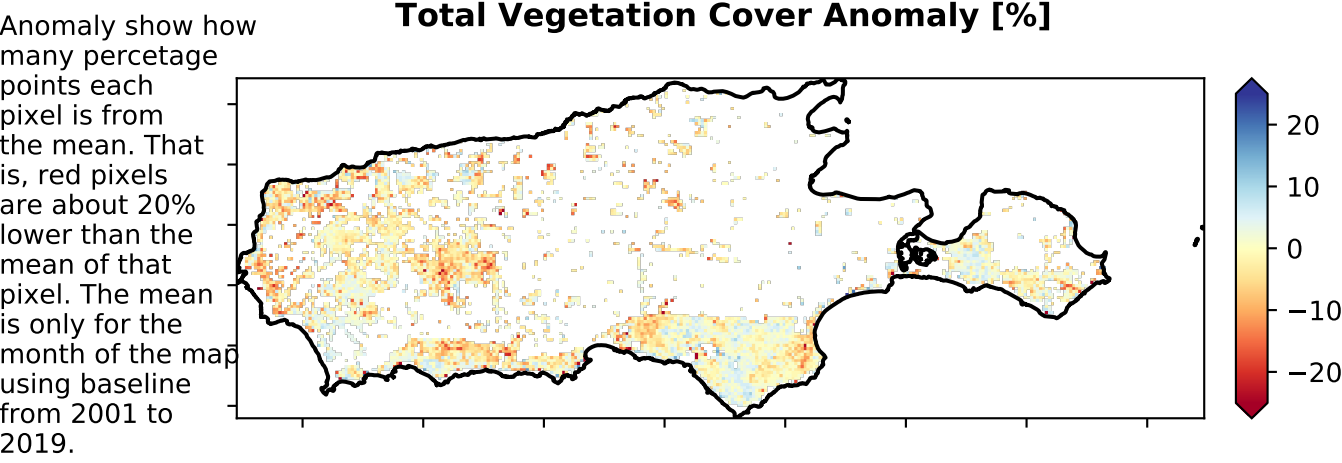 Total Vegetation Cover Anomaly [%]
Anomaly show how
many percetage
points each
pixel is from
the mean. That
is, red pixels
are about 20%
lower than the
mean of that
pixel. The mean
is only for the
month of the map
using baseline
from 2001 to
2019.
20
10
0
−10
−20